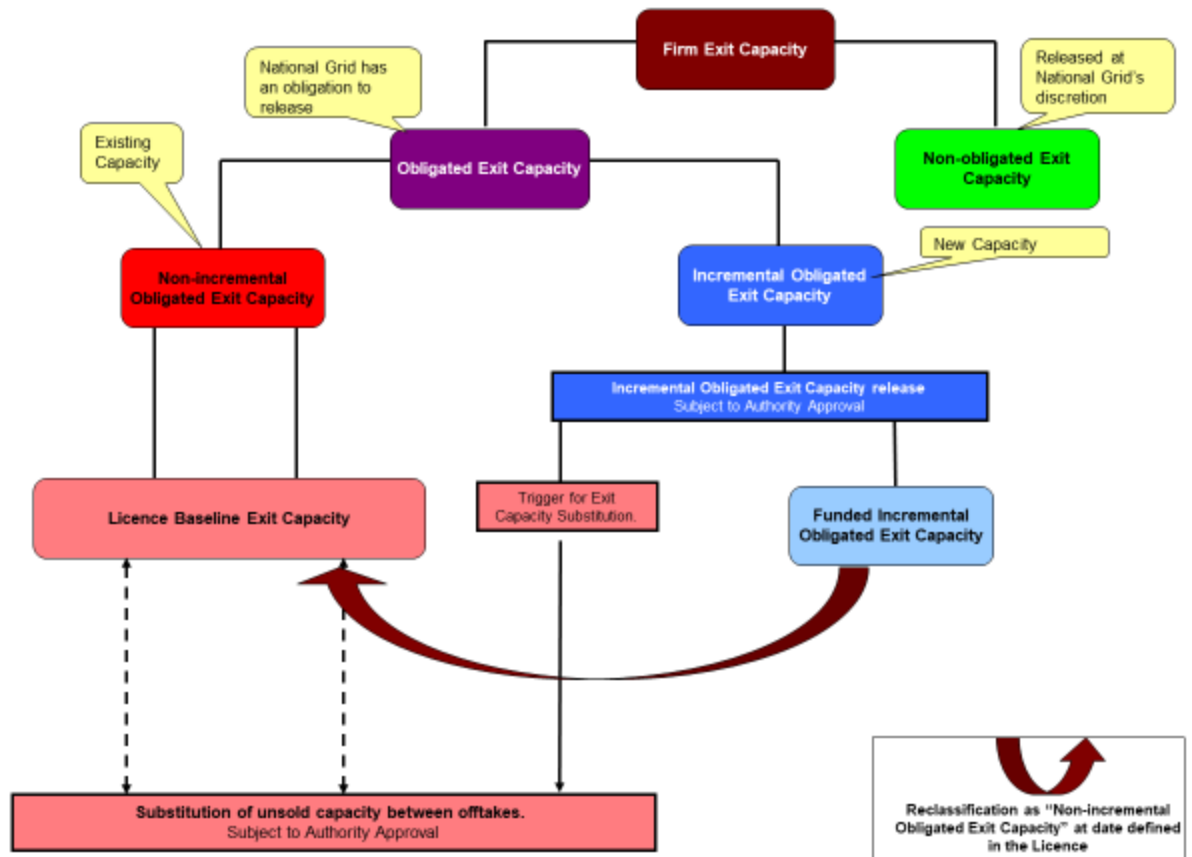 Firm Exit Capacity
National Grid has
an obligation to
release
Released at
National Grid's
discretion
Existing
Capacity
Obligated Exit Capacity
Non-obligated Exit
Capacity
New Capacity
Non-incremental
Obligated Exit Capacity
Incremental Obligated
Exit Capacity
Incremental Obligated Exit Capacity release
Subject to Authority Approval
Licence Baseline Exit Capacity
Trigger for Exit
Capacity Substitution.
Funded Incremental
Obligated Exit Capacity
Substitution of unsold capacity between offtakes.
Subject to Authority Approval
Reclassification as “Non-incremental
Obligated Exit Capacity” at date defined
in the Licence